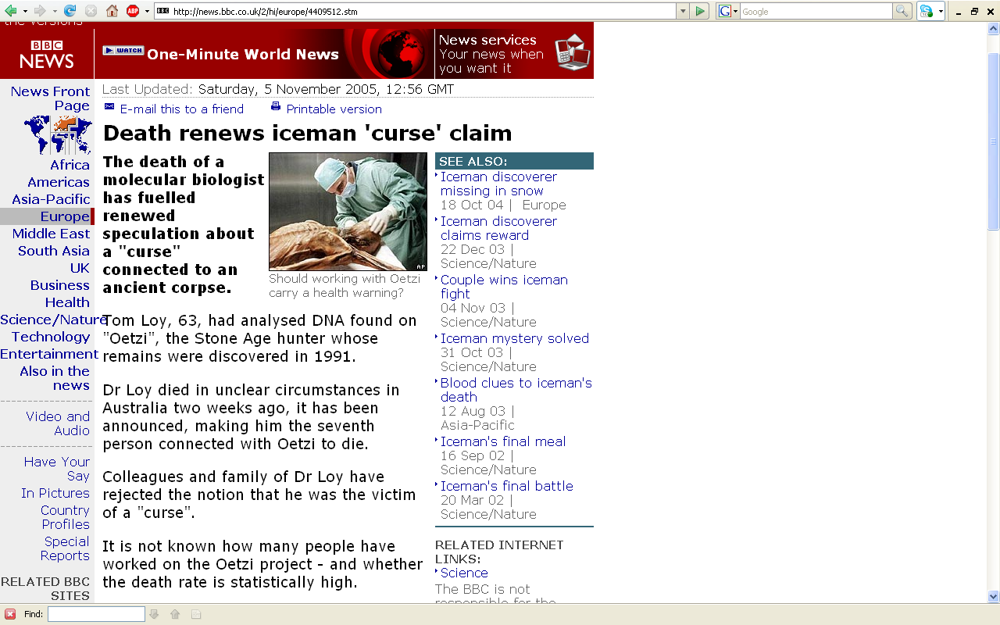 ABP
BBC
http://news.bbc.co.uk/2/hi/europe/4409512.stm
G
Google
the versions
BBC
NEWS
WATCH
One-Minute World News
News services
Your news when
you want it
News Front
Page
Africa
Americas
Asia-Pacific
Europe
Middle East
South Asia
UK
Business
Health
Science/Nature
Technology
Entertainment
Also in the
news
Video and
Audio
Have Your
Say
In Pictures
Country
Profiles
Special
Reports
RELATED BBC
SITES
Last Updated: Saturday, 5 November 2005, 12:56 GMT
E-mail this to a friend
Printable version
Death renews iceman 'curse' claim
The death of a
molecular biologist
has fuelled
renewed
speculation about
a "curse"
connected to an
ancient corpse.
AP
Should working with Oetzi
carry a health warning?
Tom Loy, 63, had analysed DNA found on
"Oetzi", the Stone Age hunter whose
remains were discovered in 1991.
Dr Loy died in unclear circumstances in
Australia two weeks ago, it has been
announced, making him the seventh
person connected with Oetzi to die.
Colleagues and family of Dr Loy have
rejected the notion that he was the victim
of a "curse".
It is not known how many people have
worked on the Oetzi project - and whether
the death rate is statistically high.
SEE ALSO:
Iceman discoverer
missing in snow
18 Oct 04 | Europe
Iceman discoverer
claims reward
22 Dec 03 |
Science/Nature
Couple wins iceman
fight
04 Nov 03 |
Science/Nature
Iceman mystery solved
31 Oct 03 |
Science/Nature
Blood clues to iceman's
death
12 Aug 03 |
Asia-Pacific
Iceman's final meal
16 Sep 02 |
Science/Nature
Iceman's final battle
20 Mar 02 |
Science/Nature
RELATED INTERNET
LINKS:
Science
The BBC is not
responsible for the
Find: